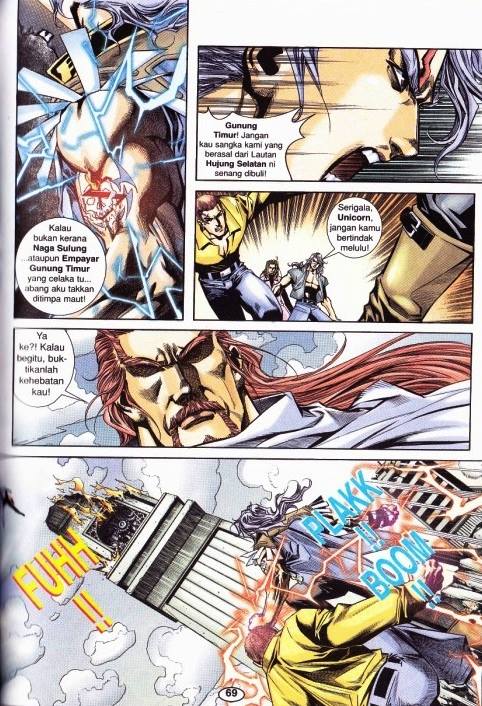 Kalau
bukan kerana
Naga Sulung
...ataupun Empayar
Gunung Timur
yang celaka tu...
abang aku takkan
ditimpa maut!
Gunung
Timur! Jangan
kau sangka kami yang
berasal dari Lautan
Hujung Selatan ni
senang dibuli!
Serigala,
Unicorn,
jangan kamu
bertindak
melulu!
Ya
ke?! Kalau
begitu, buk-
tikanlah
kehebatan
kau!
FUHH
!!
PLAKK
!!
BOOM
!!
69